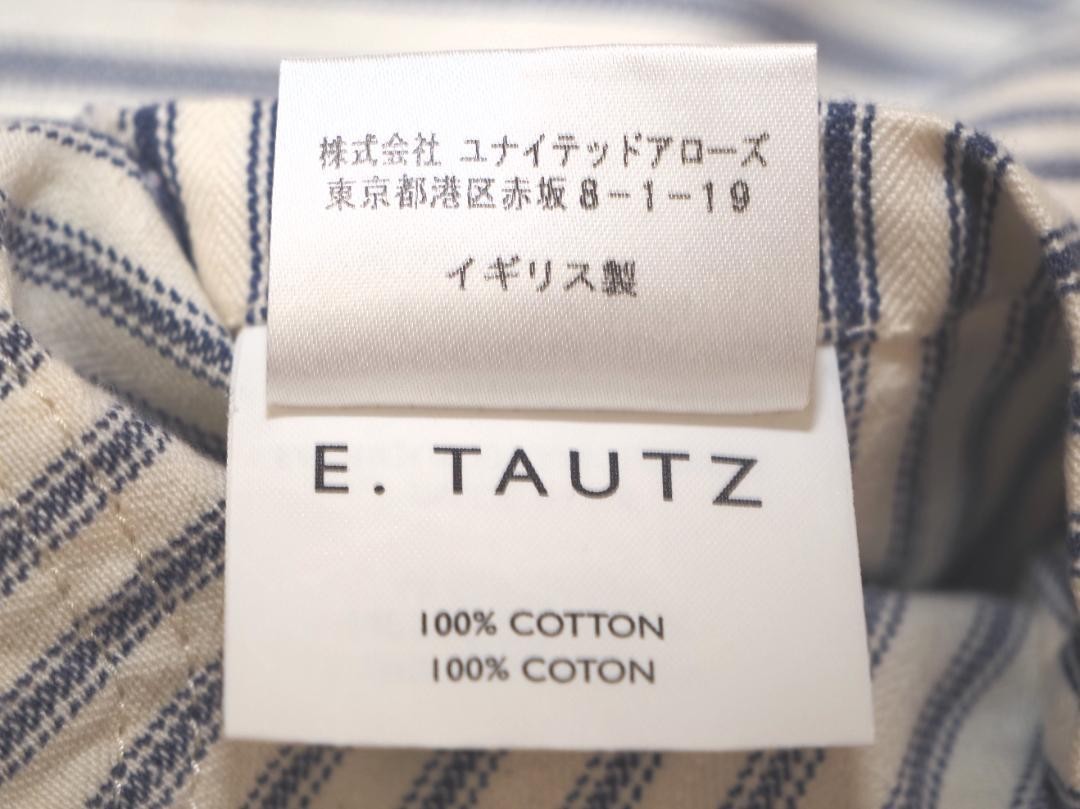 株式会社 ユナイテッドアローズ
東京都港区赤坂8-1-19
イギリス製
E. TAUTZ
100% COTTON
100% COTON